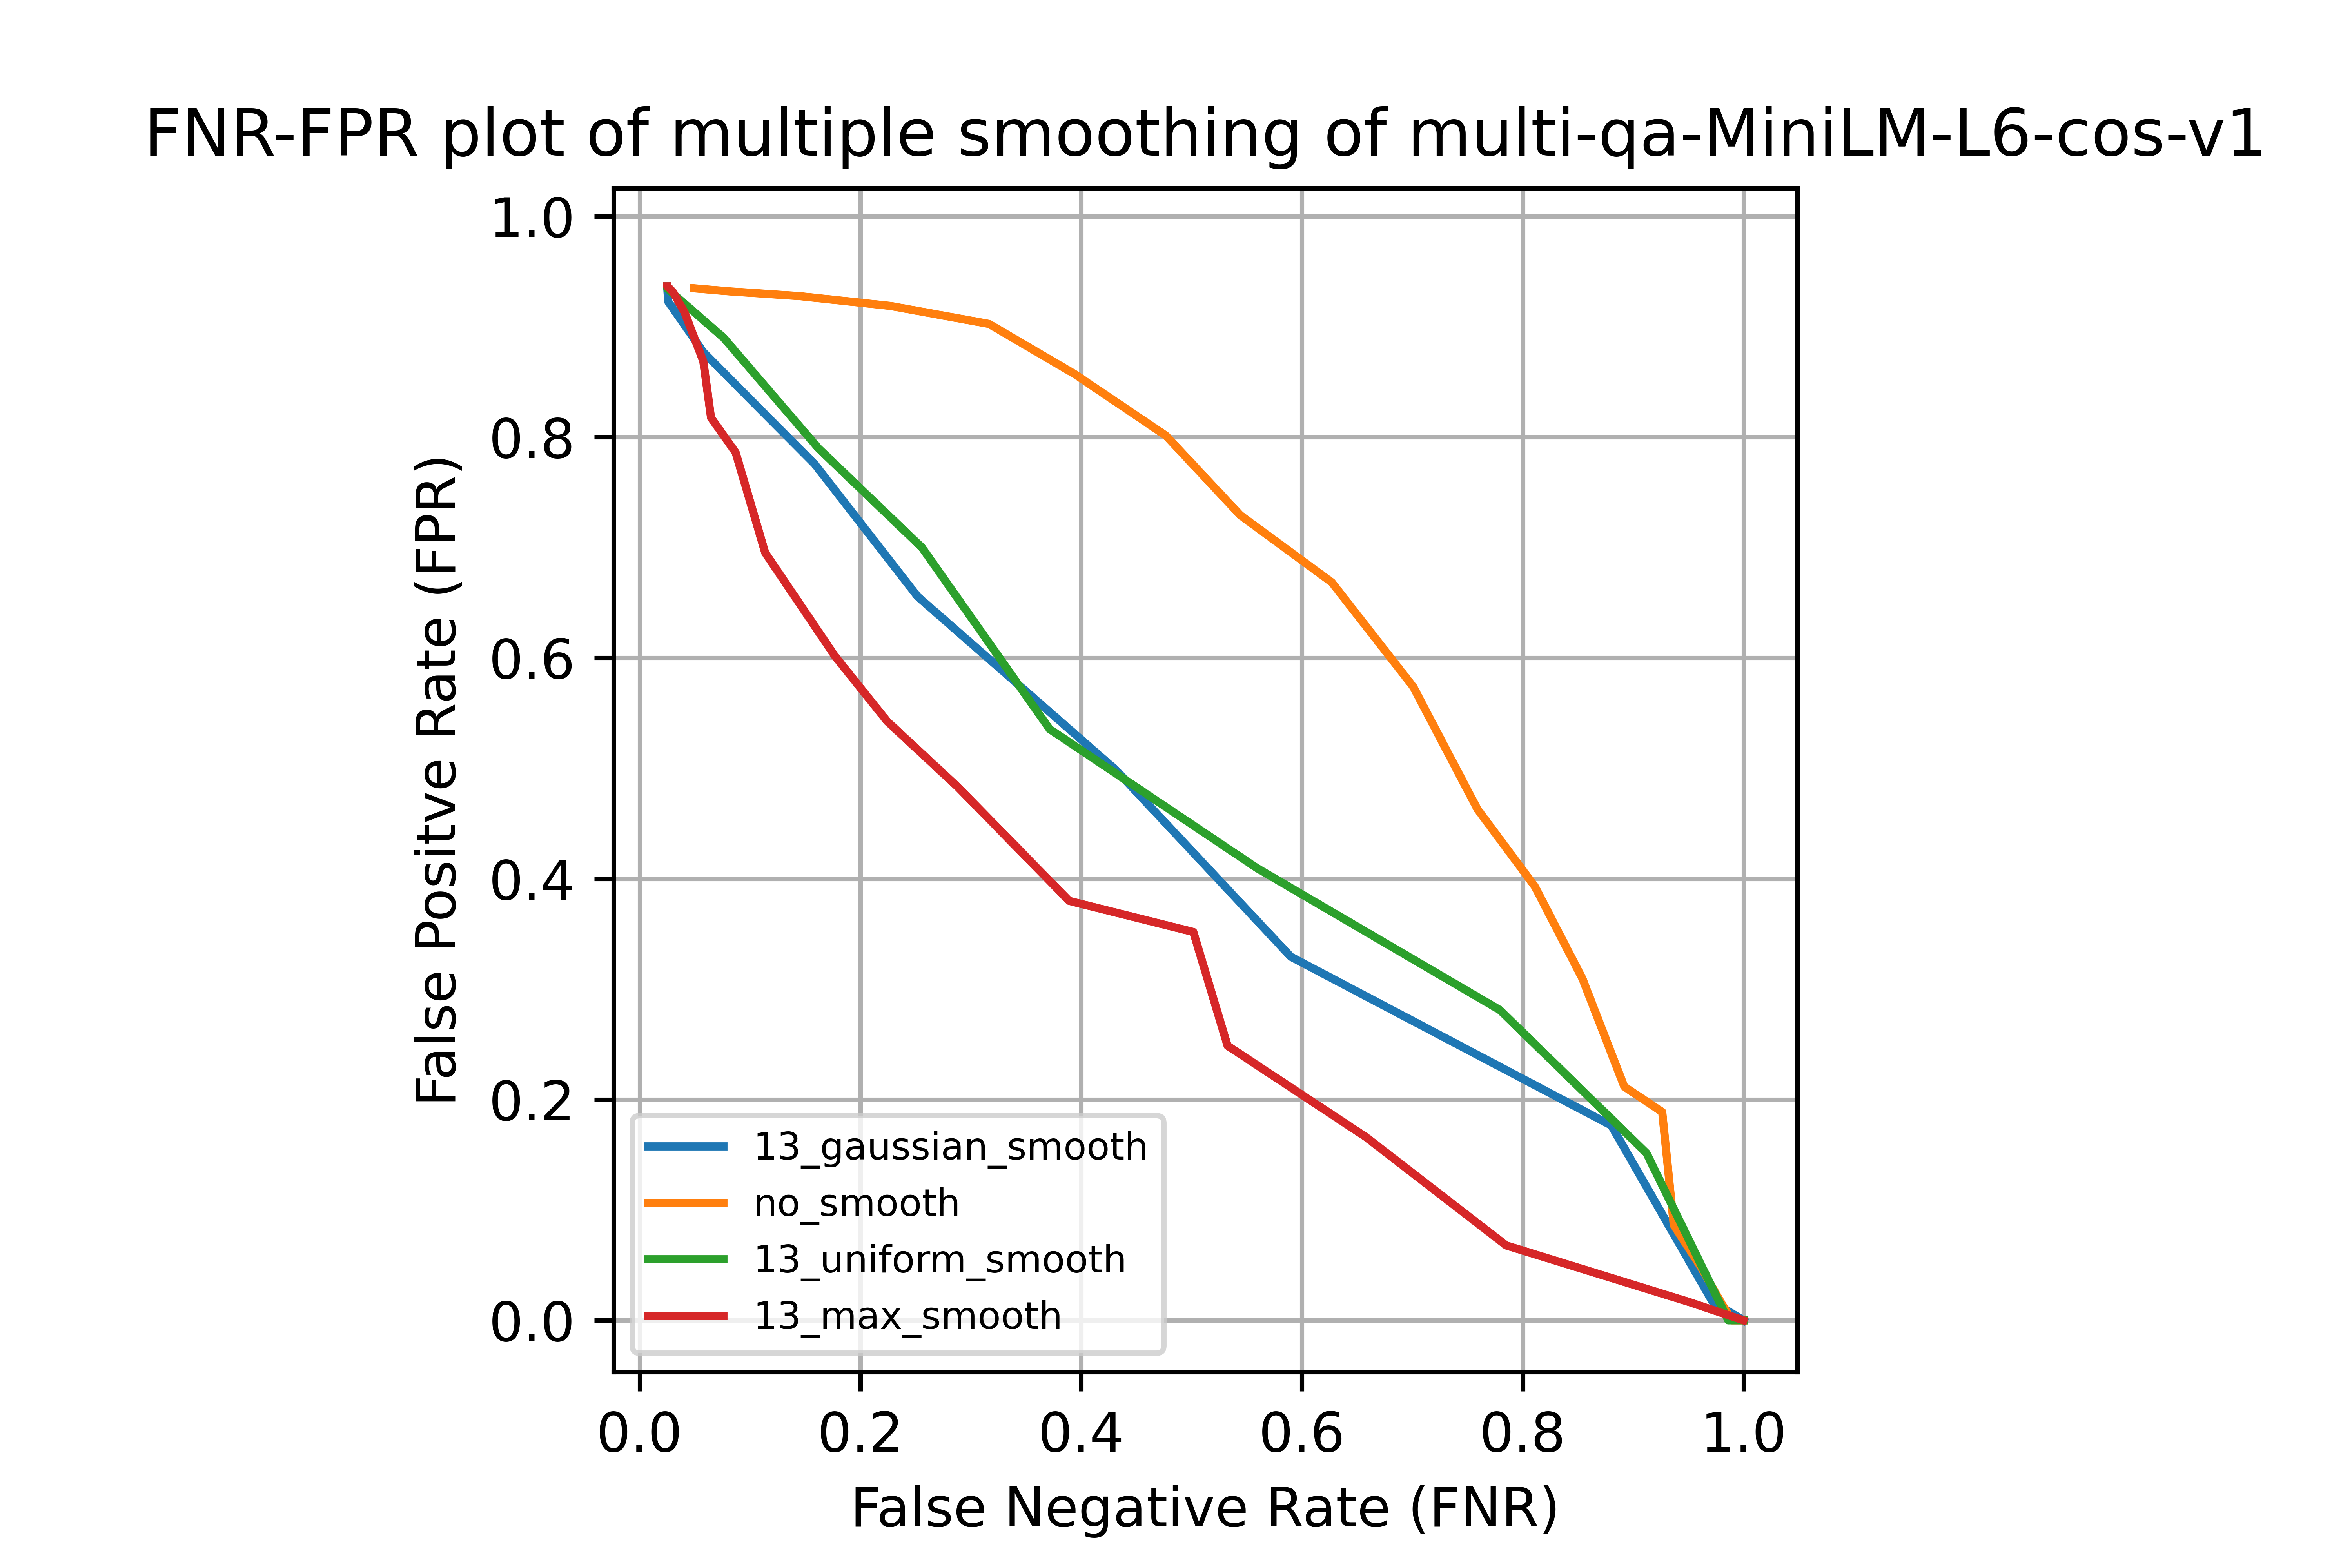 FNR-FPR plot of multiple smoothing of multi-qa-MiniLM-L6-cos-v1
1.0
0.8
0.6
0.4
0.2
0.0
False Positve Rate (FPR)
13_gaussian_smooth
no_smooth
13_uniform_smooth
13_max_smooth
0.0 0.2 0.4 0.6 0.8 1.0
False Negative Rate (FNR)